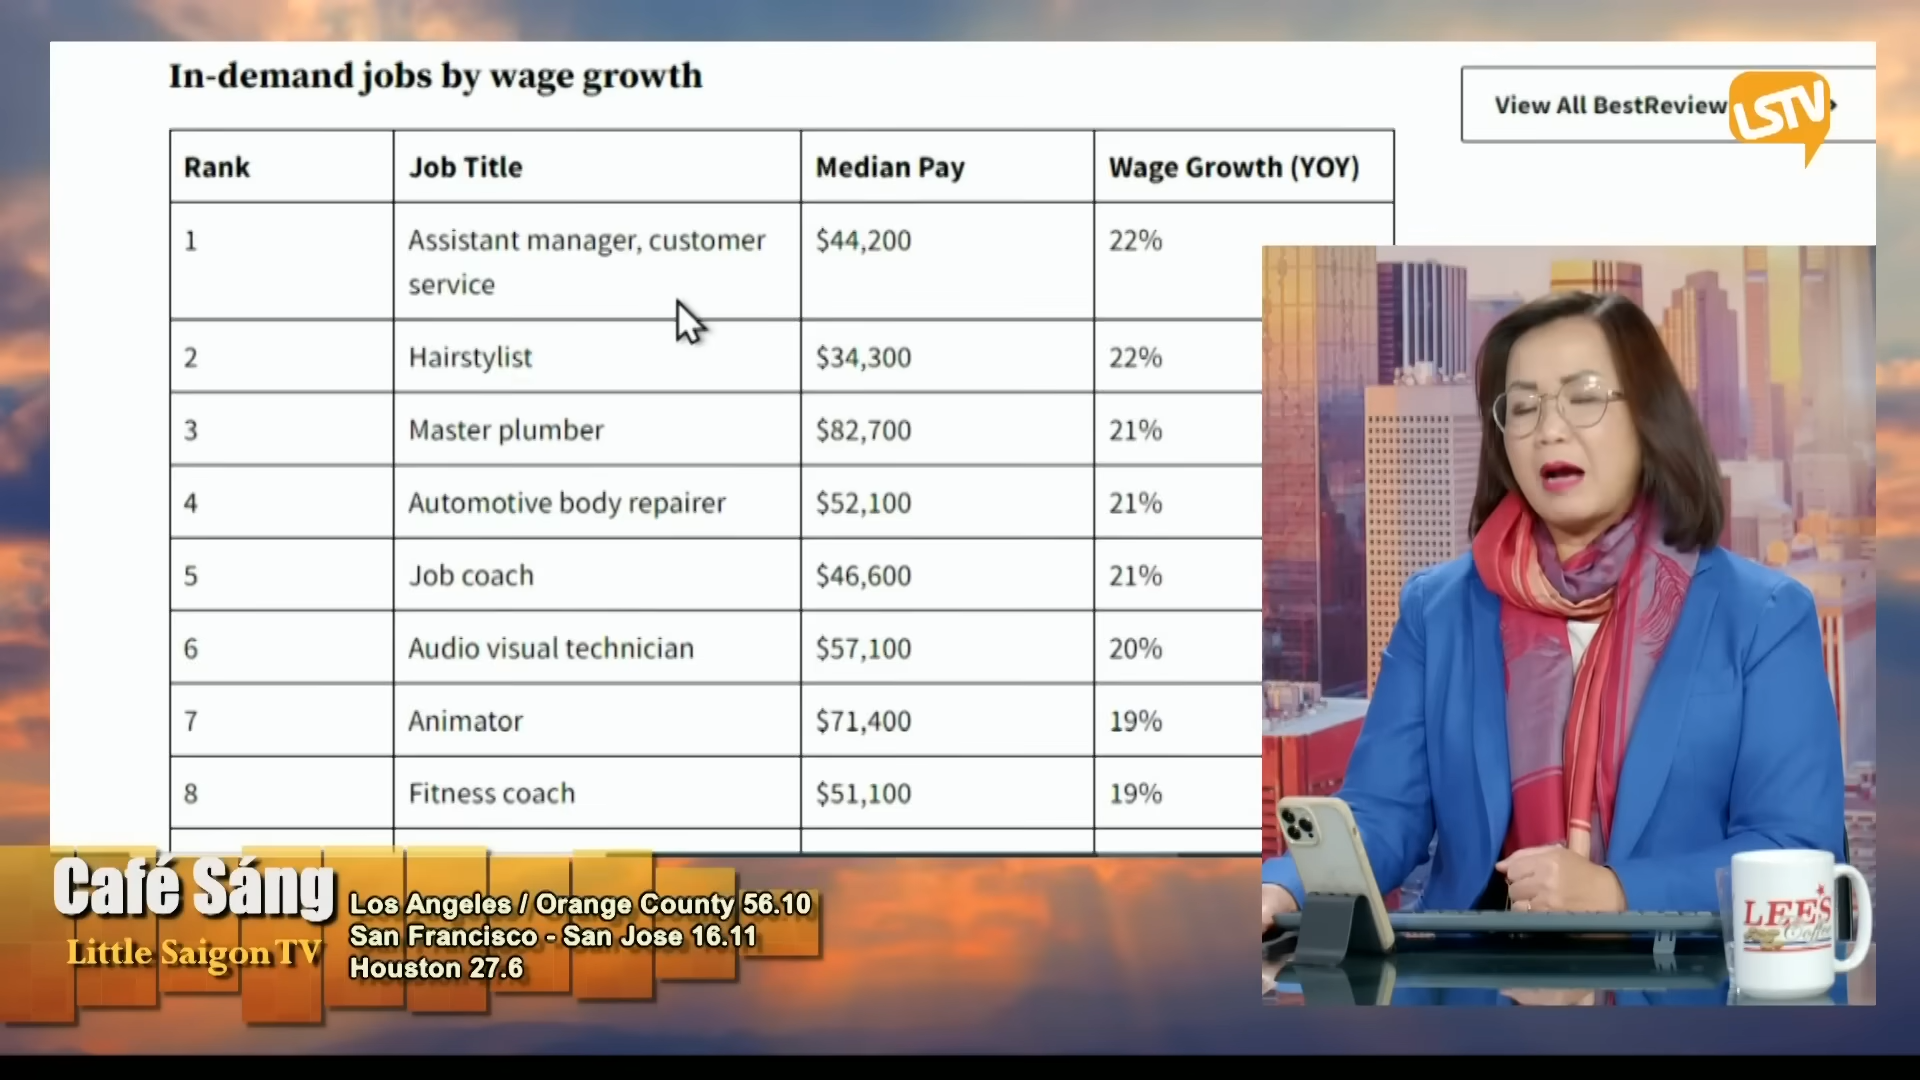 In-demand jobs by wage growth
View All BestReview
LSTV
Rank Job Title Median Pay Wage Growth (YOY)
1 Assistant manager, customer service $44,200 22%
2 Hairstylist $34,300 22%
3 Master plumber $82,700 21%
4 Automotive body repairer $52,100 21%
5 Job coach $46,600 21%
6 Audio visual technician $57,100 20%
7 Animator $71,400 19%
8 Fitness coach $51,100 19%
Café Sáng
Little Saigon TV
Los Angeles / Orange County 56.10
San Francisco - San Jose 16.11
Houston 27.6
LEE'S
Coffee